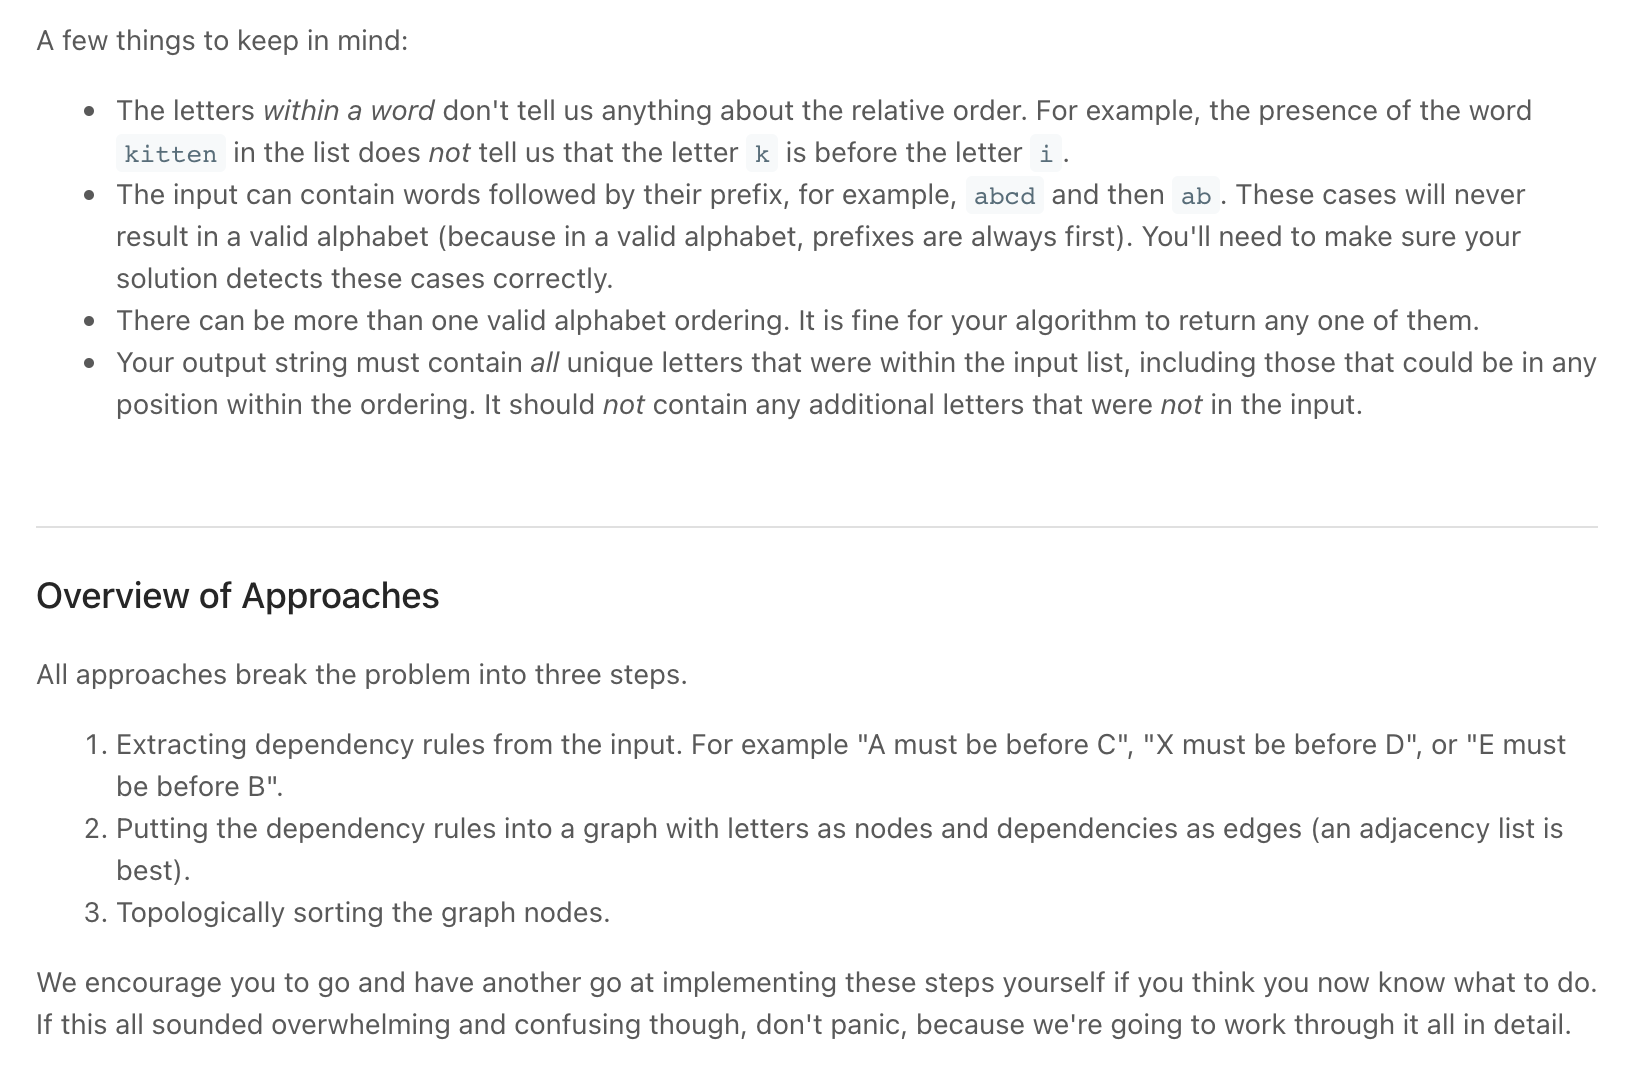 A few things to keep in mind:
• The letters within a word don't tell us anything about the relative order. For example, the presence of the word
kitten in the list does not tell us that the letter k is before the letter i.
• The input can contain words followed by their prefix, for example, abcd and then ab. These cases will never
result in a valid alphabet (because in a valid alphabet, prefixes are always first). You'll need to make sure your
solution detects these cases correctly.
• There can be more than one valid alphabet ordering. It is fine for your algorithm to return any one of them.
• Your output string must contain all unique letters that were within the input list, including those that could be in any
position within the ordering. It should not contain any additional letters that were not in the input.
Overview of Approaches
All approaches break the problem into three steps.
1. Extracting dependency rules from the input. For example "A must be before C", "X must be before D", or "E must
be before B".
2. Putting the dependency rules into a graph with letters as nodes and dependencies as edges (an adjacency list is
best).
3. Topologically sorting the graph nodes.
We encourage you to go and have another go at implementing these steps yourself if you think you now know what to do.
If this all sounded overwhelming and confusing though, don't panic, because we're going to work through it all in detail.